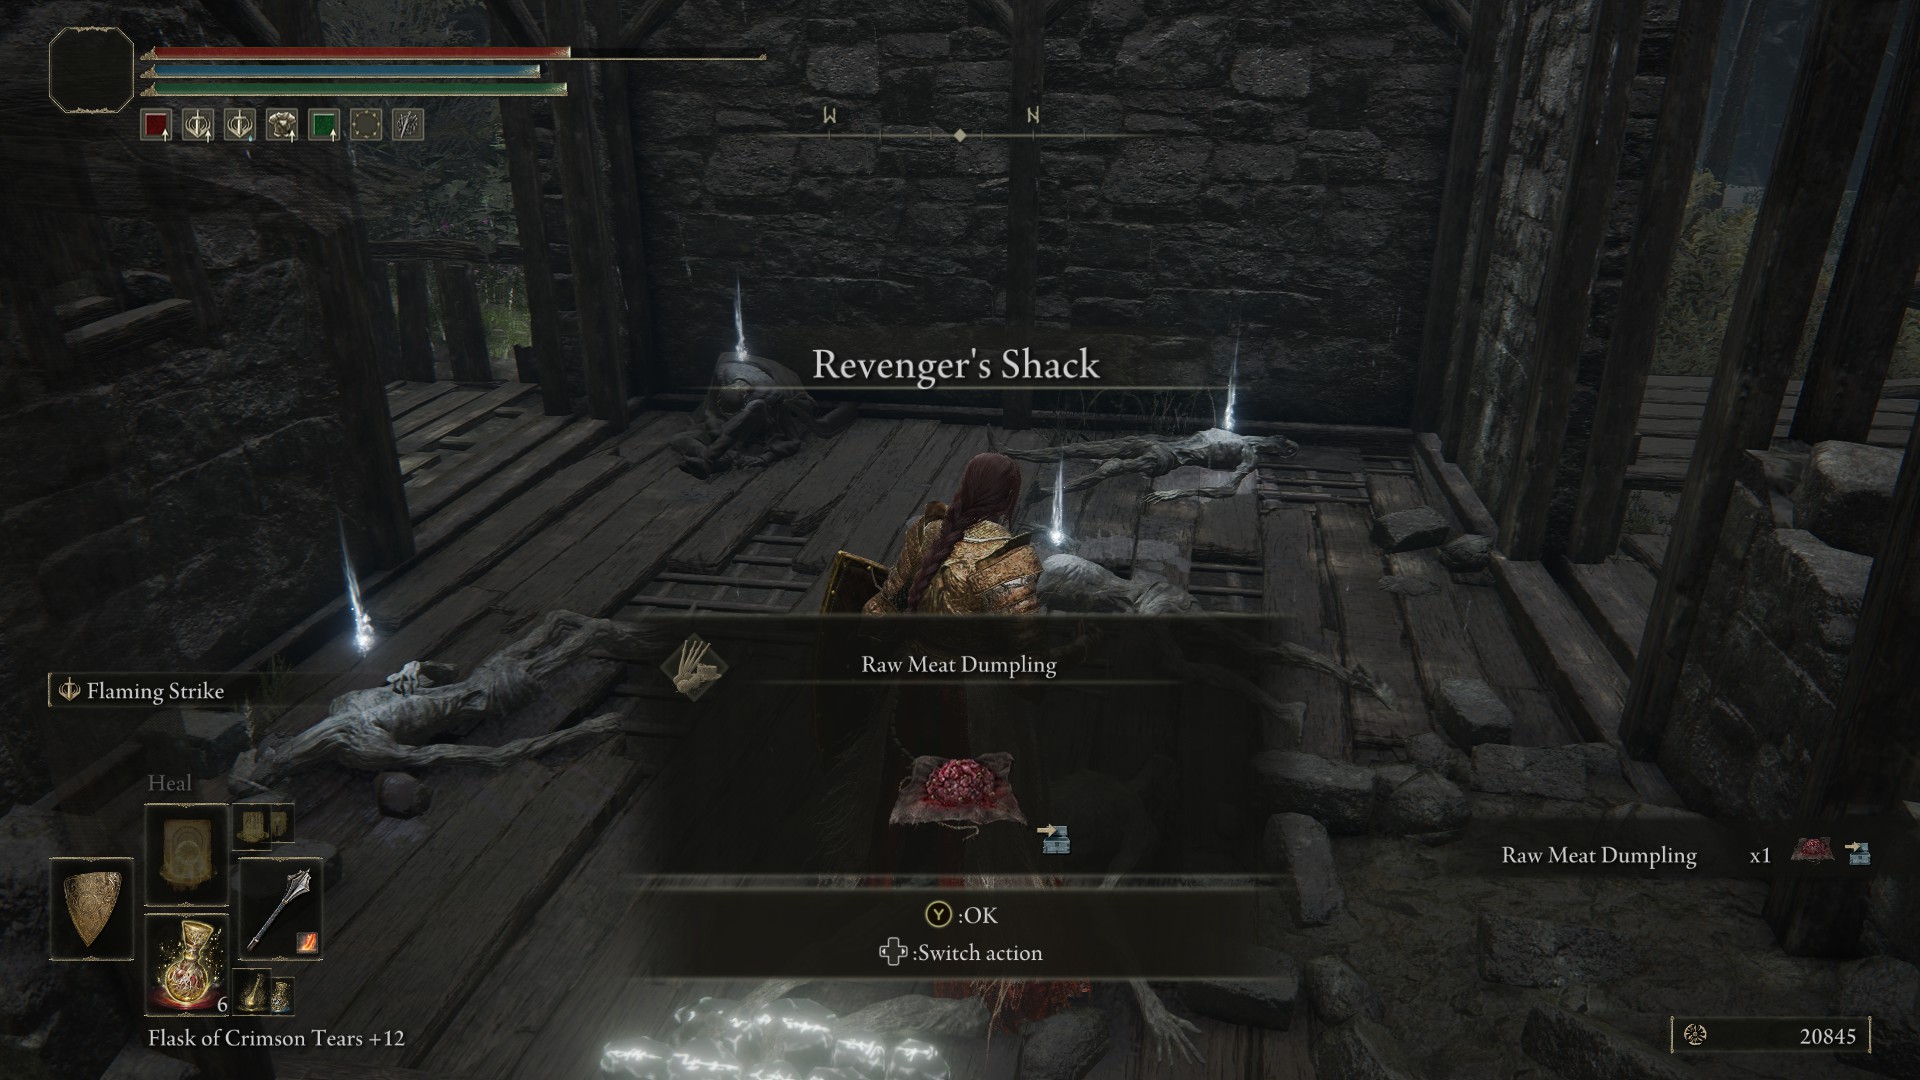 W
N
Revenger's Shack
Raw Meat Dumpling
Flaming Strike
Heal
Raw Meat Dumpling x1
Y :OK
:Switch action
6
Flask of Crimson Tears +12
20845